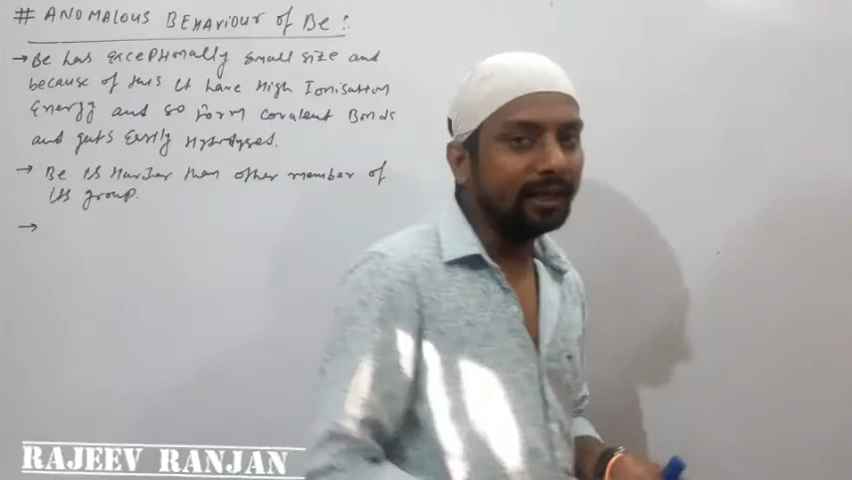 # ANOMALOUS BEHAVIOUR of Be :
→ Be has exceptionally small size and
because of this it have High Ionisation
Energy and so form covalent Bonds
and gets Easily Hydrolysed.
→ Be is Harder than other member of
its group.
→
RAJEEV RANJAN